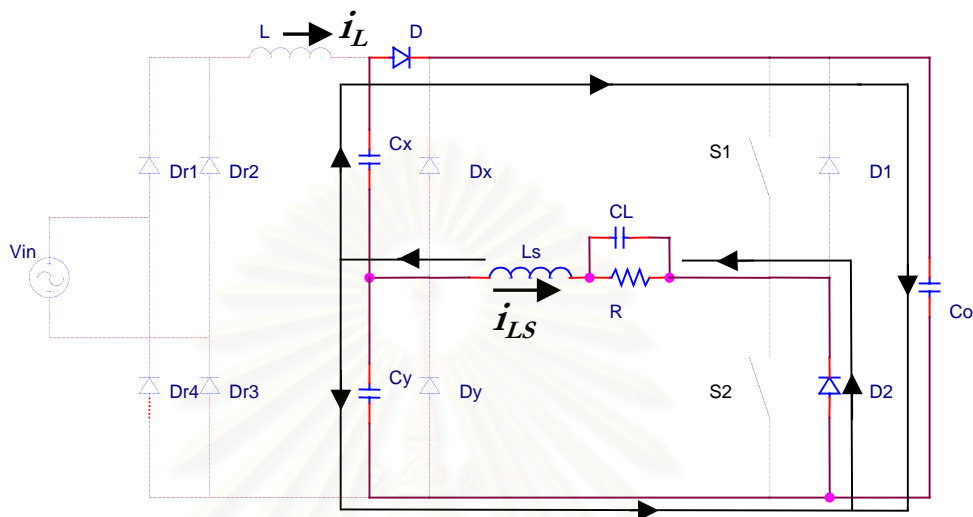 L
i_L
D
Cx
Dx
S1
D1
Dr1
Dr2
CL
Vin
Ls
i_LS
R
Co
Dr4
Dr3
Cy
Dy
S2
D2